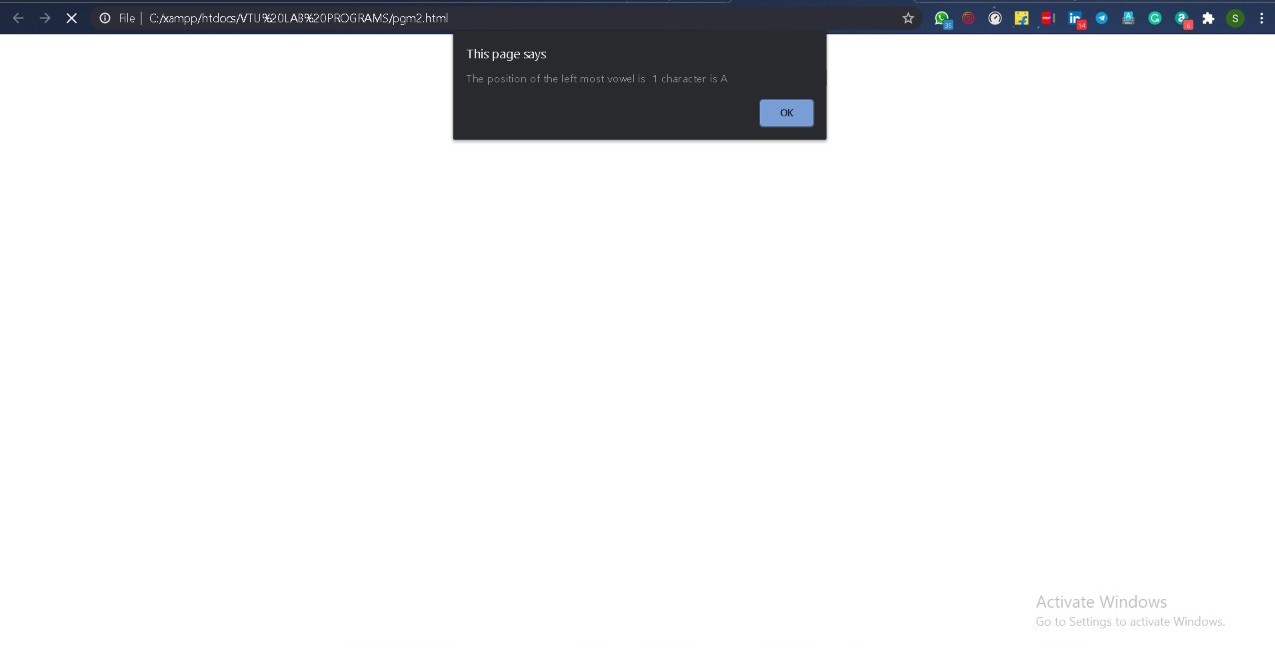 File | C:/xampp/htdocs/VTU%20LAB%20PROGRAMS/pgm2.html
S
This page says
The position of the left most vowel is 1 character is A
OK
Activate Windows
Go to Settings to activate Windows.